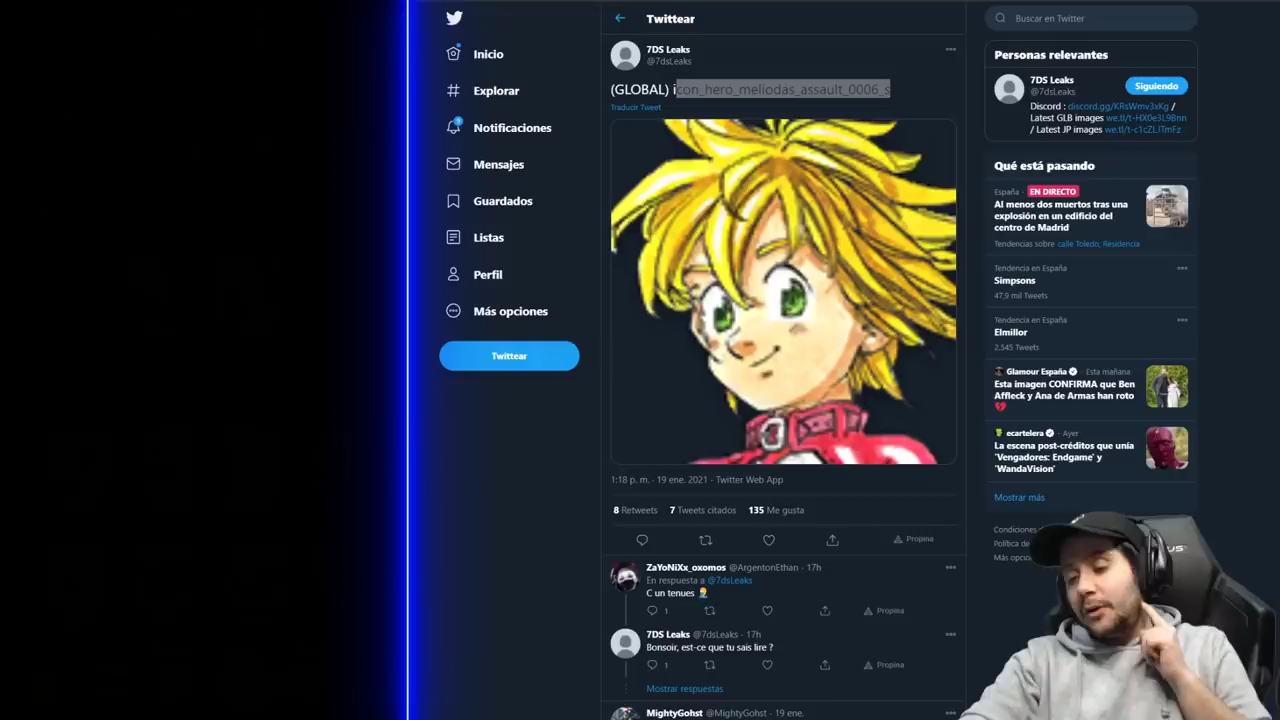 Inicio
Explorar
Notificaciones
Mensajes
Guardados
Listas
Perfil
Más opciones
Twittear
Twittear
7DS Leaks
@7dsLeaks
(GLOBAL) icon_hero_meliodas_assault_0006_s
Traducir Tweet
1:18 p. m. · 19 ene. 2021 · Twitter Web App
8 Retweets 7 Tweets citados 135 Me gusta
Propina
ZaYoNiXx_oxomos @ArgentonEthan · 17h
En respuesta a @7dsLeaks
C un tenues
1 Propina
7DS Leaks @7dsLeaks · 17h
Bonsoir, est-ce que tu sais lire ?
1 Propina
Mostrar respuestas
MightyGohst @MightyGohst · 19 ene.
Buscar en Twitter
Personas relevantes
7DS Leaks
@7dsLeaks
Siguiendo
Discord : discord.gg/KRsWmv3xKg /
Latest GLB images we.tl/t-HX0e3L9Bnn
/ Latest JP images
Qué está pasando
España · EN DIRECTO
Al menos dos muertos tras una
explosión en un edificio del
centro de Madrid
Tendencias sobre calle Toledo, Residencia
Tendencia en España
Simpsons
47,9 mil Tweets
Tendencia en España
Elmillor
2.545 Tweets
Glamour España · Esta mañana
Esta imagen CONFIRMA que Ben
Affleck y Ana de Armas han roto
ecartelera · Ayer
La escena post-créditos que unía
'Vengadores: Endgame' y
'WandaVision'
Mostrar más
Condiciones
Política de
Más opcio